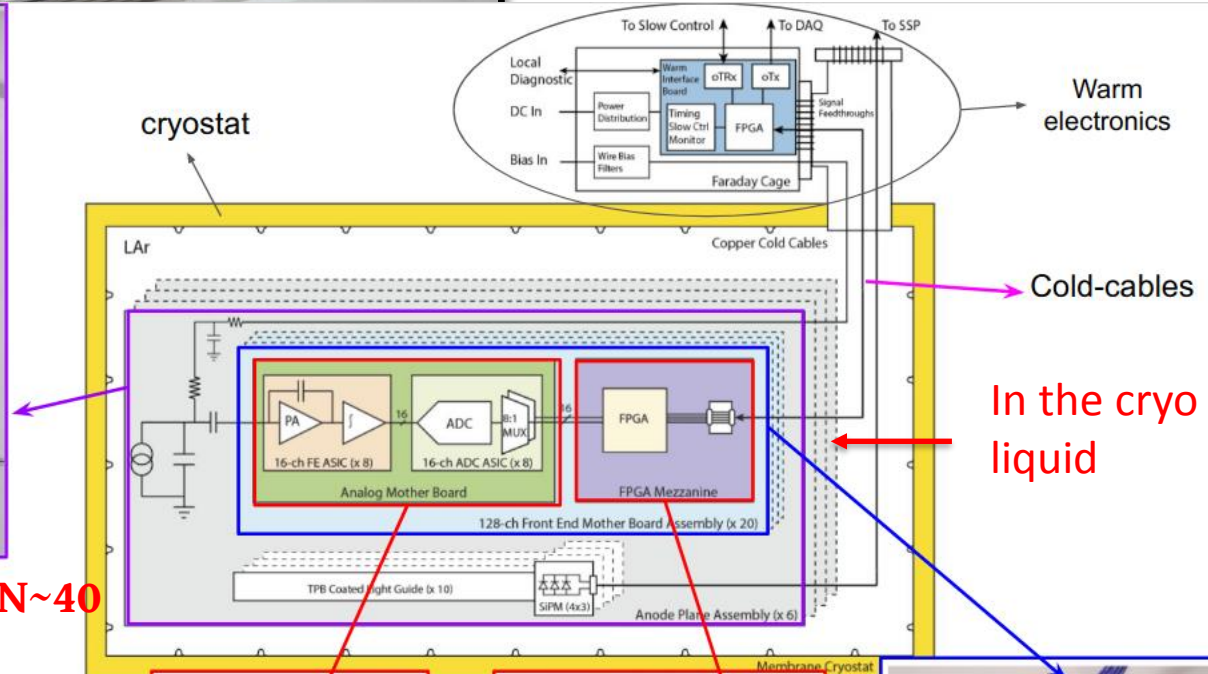 To Slow Control
To DAQ
To SSP
Local
Diagnostic
DC In
Bias In
Power
Distribution
Wire Bias
Filters
Warm
Interface
Board
oTRx
oTx
Timing
Slow Ctrl
Monitor
FPGA
Signal
Feedthroughs
Faraday Cage
Warm
electronics
cryostat
LAr
Copper Cold Cables
Cold-cables
In the cryo
liquid
PA
∫
16
ADC
8:1
MUX
16
FPGA
16-ch FE ASIC (x 8)
16-ch ADC ASIC (x 8)
Analog Mother Board
FPGA Mezzanine
128-ch Front End Mother Board Assembly (x 20)
TPB Coated Light Guide (x 10)
SiPM (4x3)
Anode Plane Assembly (x 6)
N~40
Membrane Cryostat